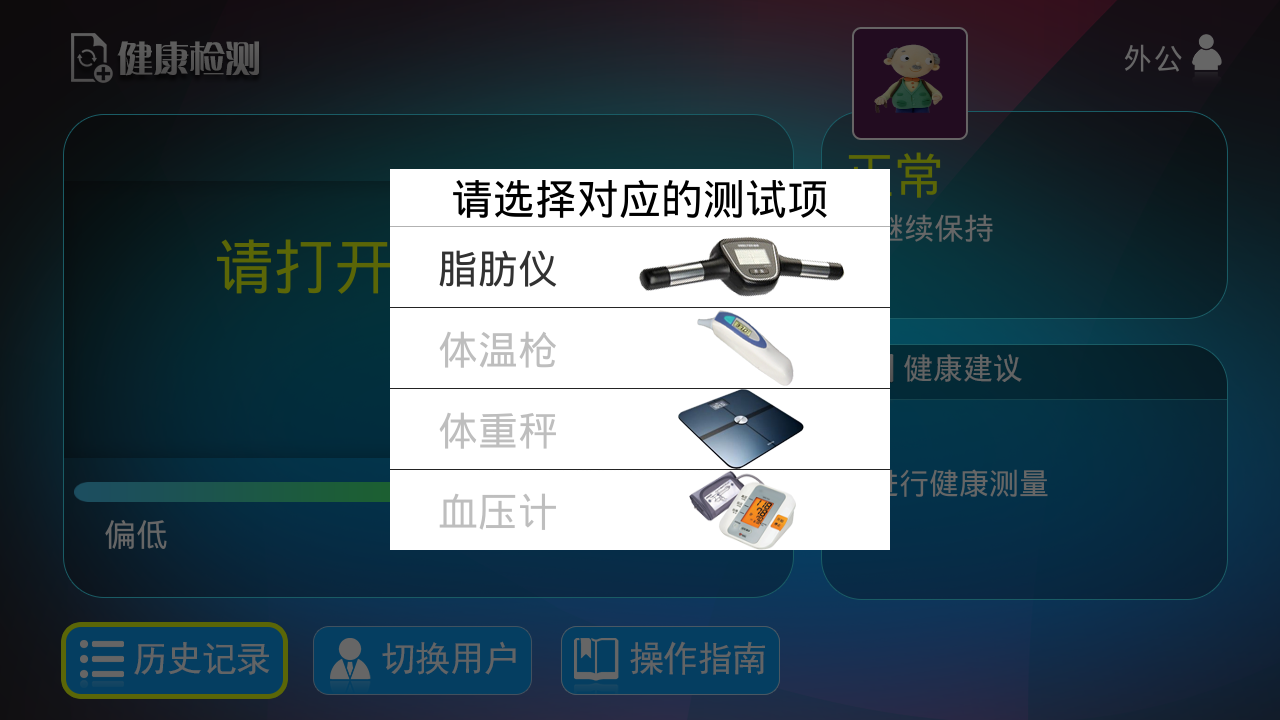 健康检测
外公
正常
继续保持
请打开
请选择对应的测试项
脂肪仪
体温枪
体重秤
血压计
健康建议
进行健康测量
偏低
历史记录
切换用户
操作指南